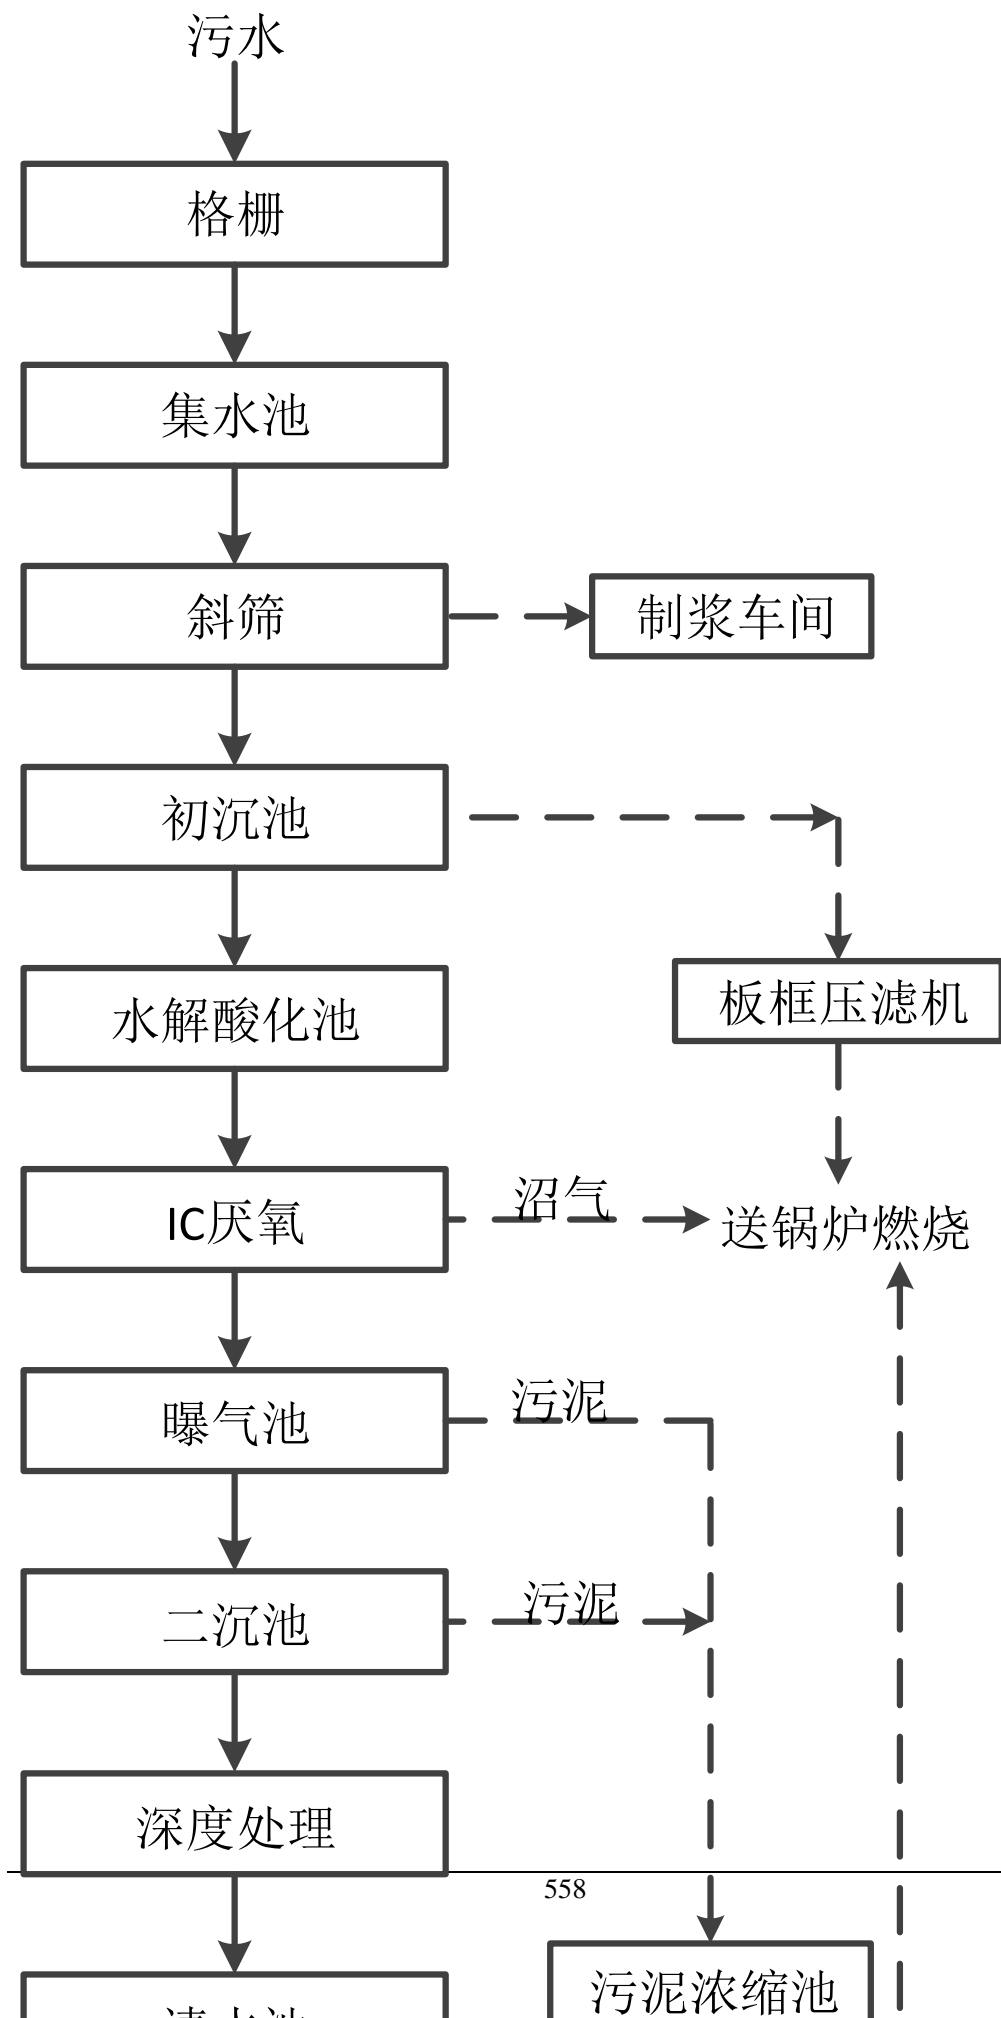 污水
格栅
集水池
斜筛
制浆车间
初沉池
板框压滤机
水解酸化池
IC厌氧
沼气
送锅炉燃烧
曝气池
污泥
二沉池
污泥
深度处理
558
污泥浓缩池